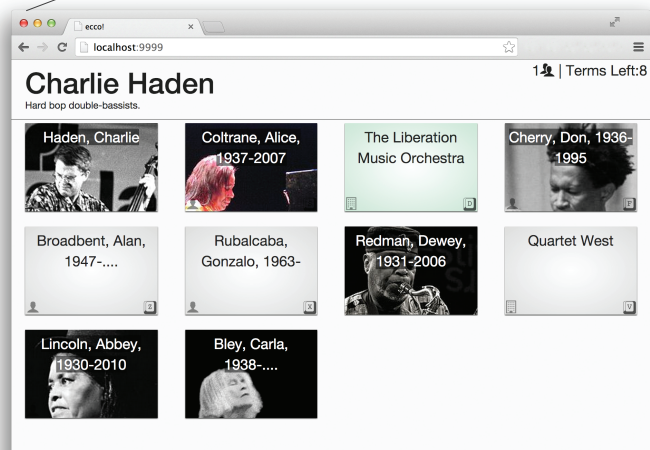 ecco!
localhost:9999
1 | Terms Left:8
Charlie Haden
Hard bop double-bassists.
Haden, Charlie
Coltrane, Alice,
1937-2007
The Liberation
Music Orchestra
D
Cherry, Don, 1936-
1995
F
Broadbent, Alan,
1947-....
Z
Rubalcaba,
Gonzalo, 1963-
X
Redman, Dewey,
1931-2006
Quartet West
V
Lincoln, Abbey,
1930-2010
Bley, Carla,
1938-....